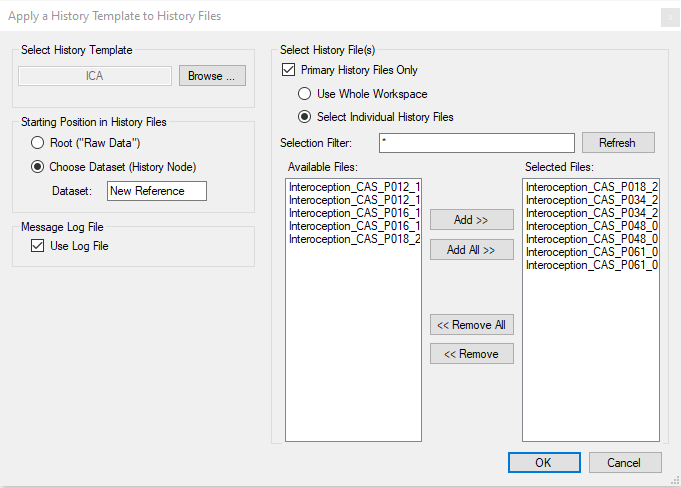 Apply a History Template to History Files
Select History Template
ICA
Browse ...
Starting Position in History Files
Root ("Raw Data")
Choose Dataset (History Node)
Dataset: New Reference
Message Log File
Use Log File
Select History File(s)
Primary History Files Only
Use Whole Workspace
Select Individual History Files
Selection Filter: * Refresh
Available Files:
Interoception_CAS_P012_1
Interoception_CAS_P012_1
Interoception_CAS_P016_1
Interoception_CAS_P016_1
Interoception_CAS_P018_2
Add >>
Add All >>
<< Remove All
<< Remove
Selected Files:
Interoception_CAS_P018_2
Interoception_CAS_P034_2
Interoception_CAS_P034_2
Interoception_CAS_P048_0
Interoception_CAS_P048_0
Interoception_CAS_P061_0
Interoception_CAS_P061_0
OK
Cancel